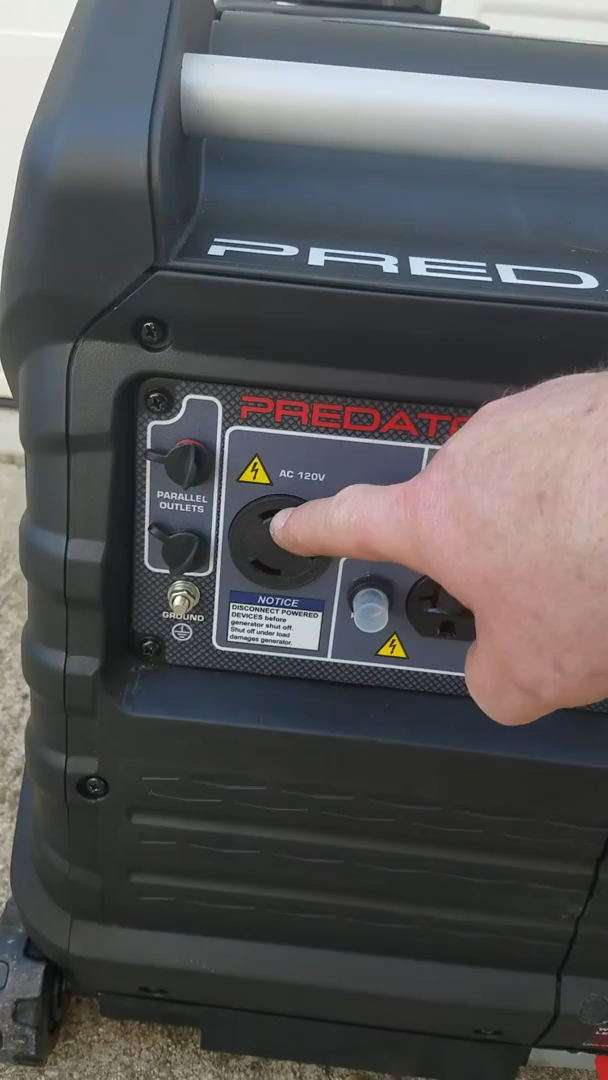 PRED
PREDATO
AC 120V
PARALLEL
OUTLETS
GROUND
NOTICE
DISCONNECT POWERED
DEVICES before
generator shut off.
Shut off under load
damages generator.